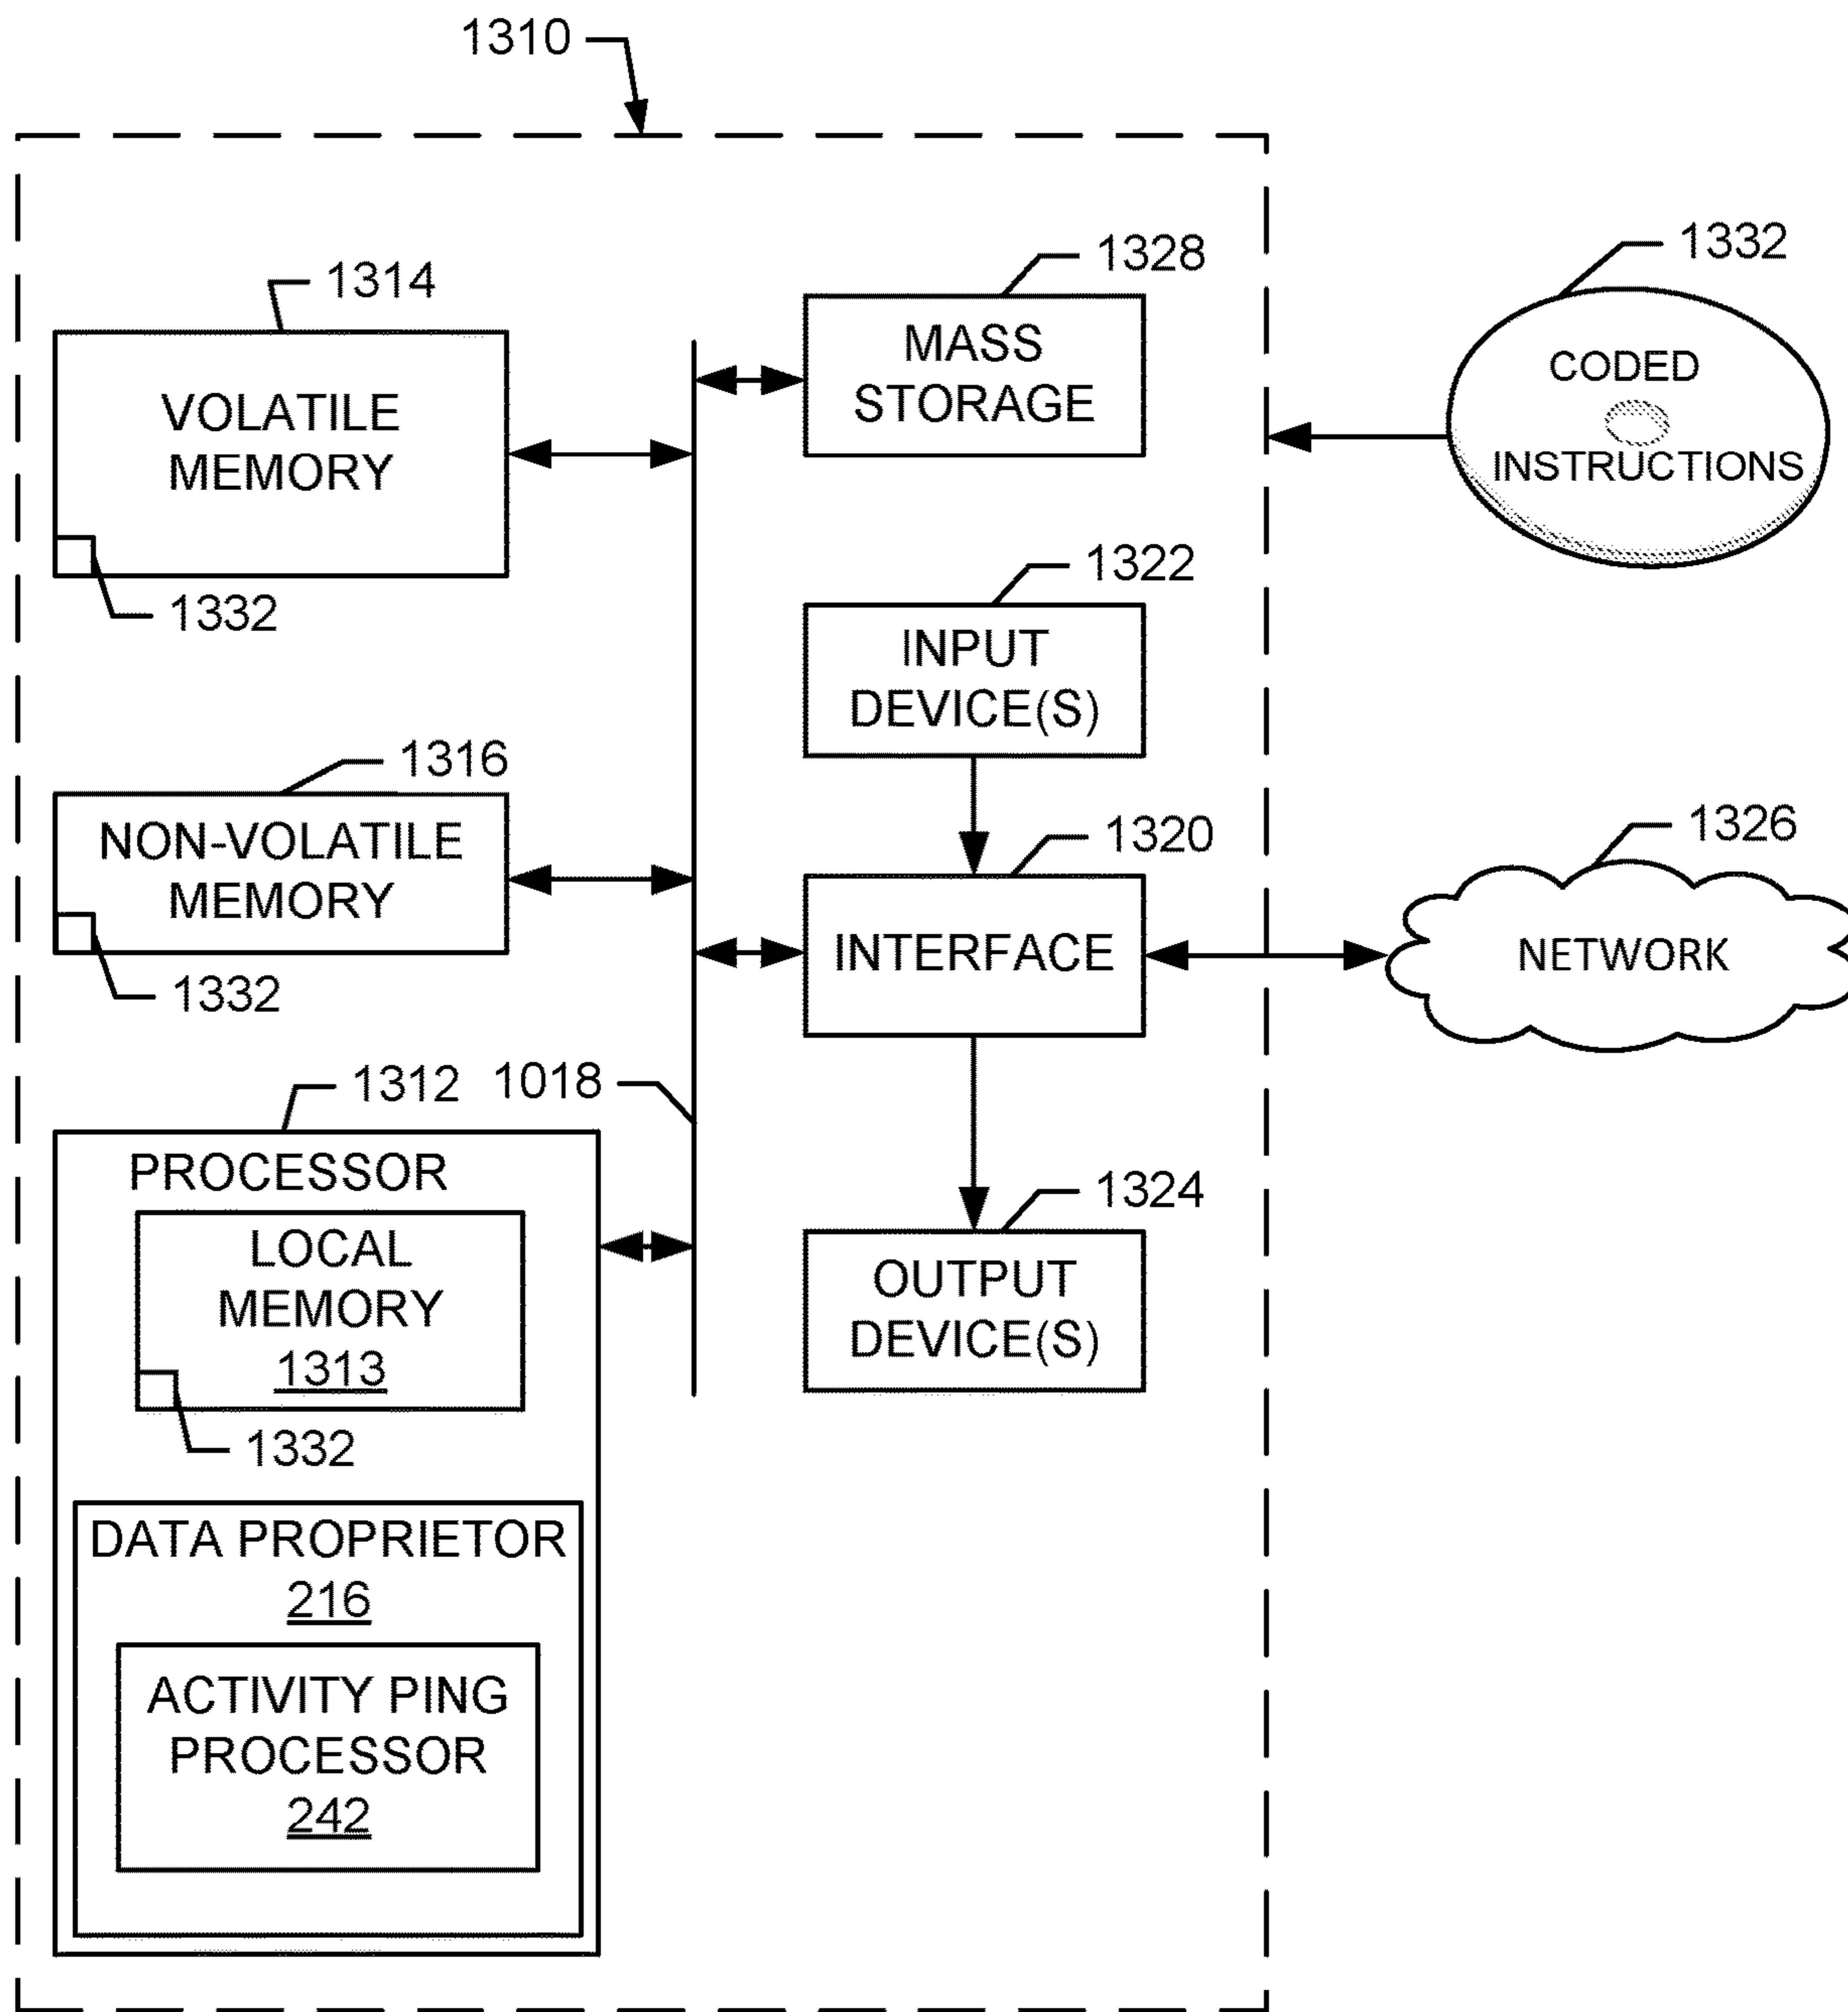 1310
1314
VOLATILE
MEMORY
1332
1328
MASS
STORAGE
1332
CODED
INSTRUCTIONS
1322
INPUT
DEVICE(S)
1316
NON-VOLATILE
MEMORY
1332
1320
INTERFACE
1326
NETWORK
1312
1018
PROCESSOR
LOCAL
MEMORY
1313
1332
1324
OUTPUT
DEVICE(S)
DATA PROPRIETOR
216
ACTIVITY PING
PROCESSOR
242